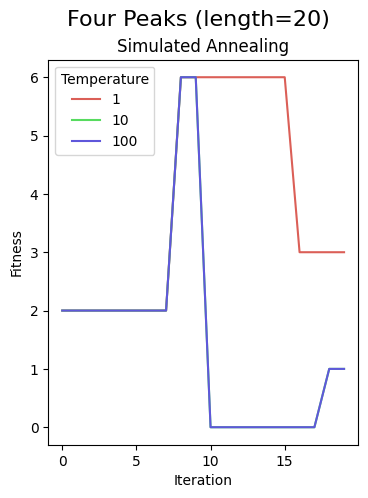 Four Peaks (length=20)
Simulated Annealing
Temperature
1
10
100
Fitness
6
5
4
3
2
1
0
0 5 10 15
Iteration